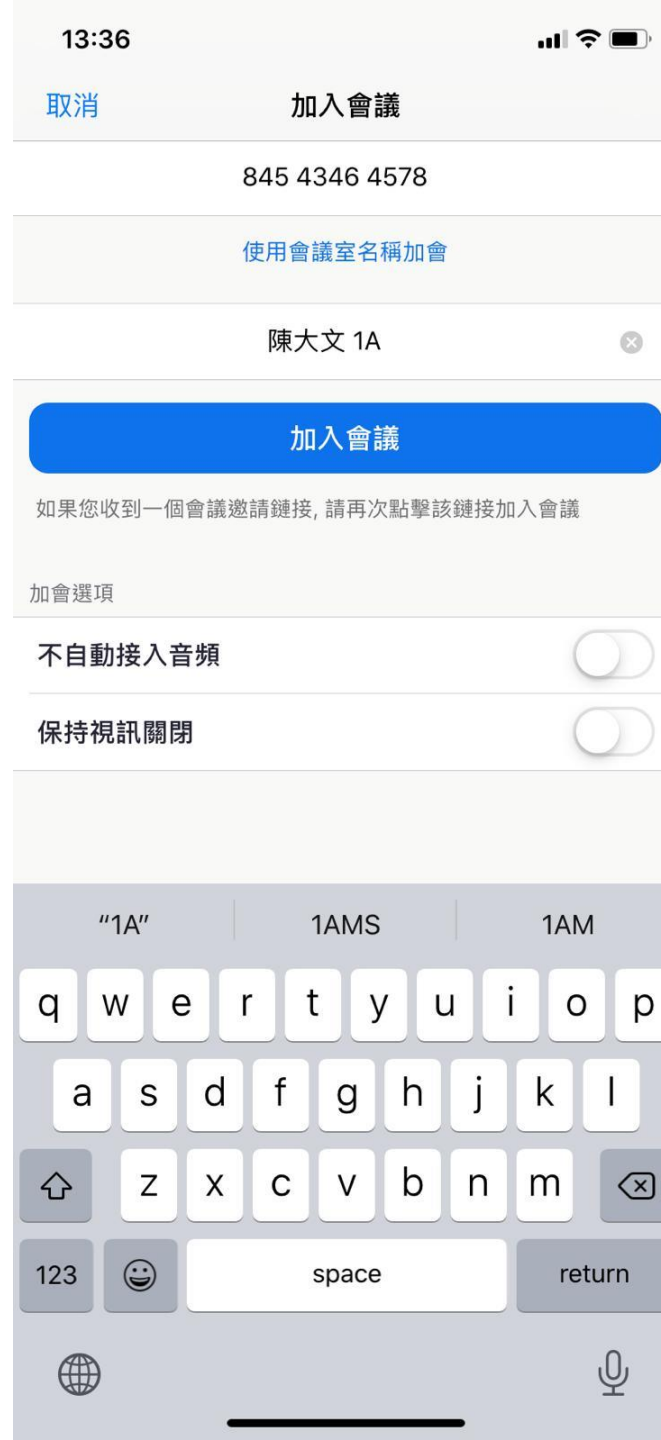 13:36
取消 加入會議
845 4346 4578
使用會議室名稱加會
陳大文 1A
加入會議
如果您收到一個會議邀請鏈接, 請再次點擊該鏈接加入會議
加會選項
不自動接入音頻
保持視訊關閉
“1A” 1AMS 1AM
q w e r t y u i o p
a s d f g h j k l
z x c v b n m
123 space return